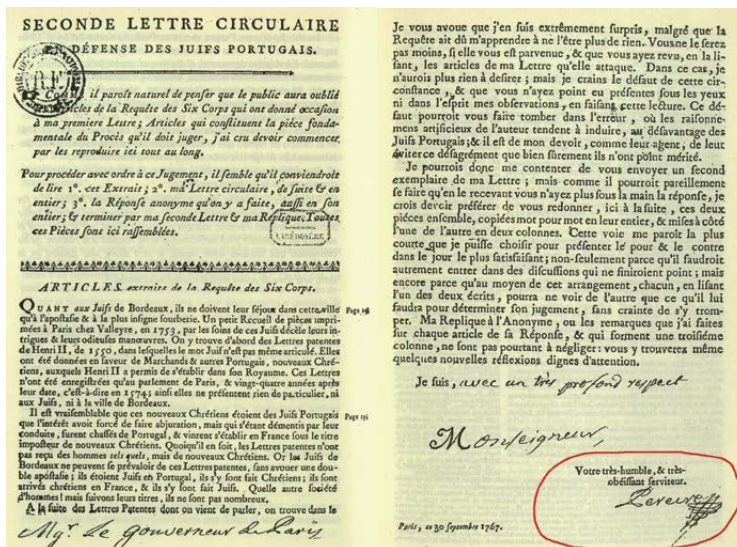 SECONDE LETTRE CIRCULAIRE
EN DÉFENSE DES JUIFS PORTUGAIS.
il paroît naturel de penser que le public aura oublié
Articles de la Requête des Six Corps qui ont donné occasion
à ma premiere Lettre; Articles qui constituent la piéce fonda-
mentale du Procès qu'il doit juger, j'ai cru devoir commencer
par les reproduire ici tout au long.
Pour procéder avec ordre à ce Jugement, il semble qu'il conviendroit
de lire 1°. cet Extrait; 2°. ma Lettre circulaire, de suite & en
entier; 3°. la Réponse anonyme qu'on y a faite, aussi en son
entier; & terminer par ma seconde Lettre & ma Replique. Toutes
ces Piéces sont ici rassemblées.
ARTICLES extraits de la Requête des Six Corps.
QUANT aux Juifs de Bordeaux, ils ne doivent leur séjour dans cette ville
qu'à l'apostasie & à la plus insigne fourberie. Un petit Recueil de piéces impri-
mées à Paris chez Valleyre, en 1753, par les soins de ces Juifs décèle leurs in-
trigues & leurs odieuses manœuvres. On y trouve d'abord des Lettres patentes
de Henri II, de 1550, dans lesquelles le mot Juif n'est pas même articulé. Elles
ont été données en faveur de Marchands & autres Portugais, nouveaux Chré-
tiens, auxquels Henri II a permis de s'établir dans son Royaume. Ces Lettres
n'ont été enregistrées qu'au parlement de Paris, & vingt-quatre années après
leur date, c'est-à-dire en 1574; ainsi elles ne présentent rien de particulier, ni
aux Juifs, ni à la ville de Bordeaux.
Il est vraisemblable que ces nouveaux Chrétiens étoient des Juifs Portugais
que l'intérêt avoit forcé de faire abjuration, mais qui s'étant démentis par leur
conduite, furent chassés de Portugal, & vinrent s'établir en France sous le titre
imposteur de nouveaux Chrétiens. Quoiqu'il en soit, les Lettres patentes n'ont
pas reçu des hommes tels quels, mais de nouveaux Chrétiens. Or les Juifs de
Bordeaux ne peuvent se prévaloir de ces Lettres patentes, sans avouer une dou-
ble apostasie; ils étoient Juifs en Portugal, ils s'y sont fait Chrétiens; ils sont
arrivés chrétiens en France, & ils s'y sont fait Juifs. Quelle autre société
d'hommes! mais suivons leurs titres, ils ne sont pas nombreux.
A la suite des Lettres Patentes dont on vient de parler, on trouve dans le
Mgr. Le Gouverneur de Paris
Je vous avoue que j'en suis extrêmement surpris, malgré que la
Requête ait dû m'apprendre à ne l'être plus de rien. Vous ne le serez
pas moins, si elle vous est parvenue, & que vous ayez revu, en la li-
sant, les articles de ma Lettre qu'elle attaque. Dans ce cas, je
n'aurois plus rien à desirer; mais je crains le défaut de cette cir-
constance, & que vous n'ayez point eu présentes sous les yeux
ni dans l'esprit mes observations, en faisant cette lecture. Ce dé-
faut pourroit vous faire tomber dans l'erreur, où les raisonne-
mens artificieux de l'auteur tendent à induire, au désavantage des
Juifs Portugais; & il est de mon devoir, comme leur agent, de leur
éviter ce désagrément que bien sûrement ils n'ont point mérité.
Je pourrois donc me contenter de vous envoyer un second
exemplaire de ma Lettre; mais comme il pourroit pareillement
se faire qu'en le recevant vous n'ayez plus sous la main la réponse, je
crois devoir préférer de vous redonner, ici à la suite, ces deux
piéces ensemble, copiées mot pour mot en leur entier, & mises à côté
l'une de l'autre en deux colonnes. Cette voie me paroît la plus
courte que je puisse choisir pour présenter le pour & le contre
dans le jour le plus satisfaisant; non-seulement parce qu'il faudroit
autrement entrer dans des discussions qui ne finiroient point; mais
encore parce qu'au moyen de cet arrangement, chacun, en lisant
l'un des deux écrits, pourra ne voir de l'autre que ce qu'il lui
faudra pour déterminer son jugement, sans crainte de s'y trom-
per. Ma Replique à l'Anonyme, ou les remarques que j'ai faites
sur chaque article de sa Réponse, & qui forment une troisiéme
colonne, ne sont pas pourtant à négliger: vous y trouverez même
quelques nouvelles réflexions dignes d'attention.
Je suis, avec un très profond respect
Monseigneur,
Votre très-humble, & très-
obéissant serviteur.
Pereire
Paris, ce 30 Septembre 1767.